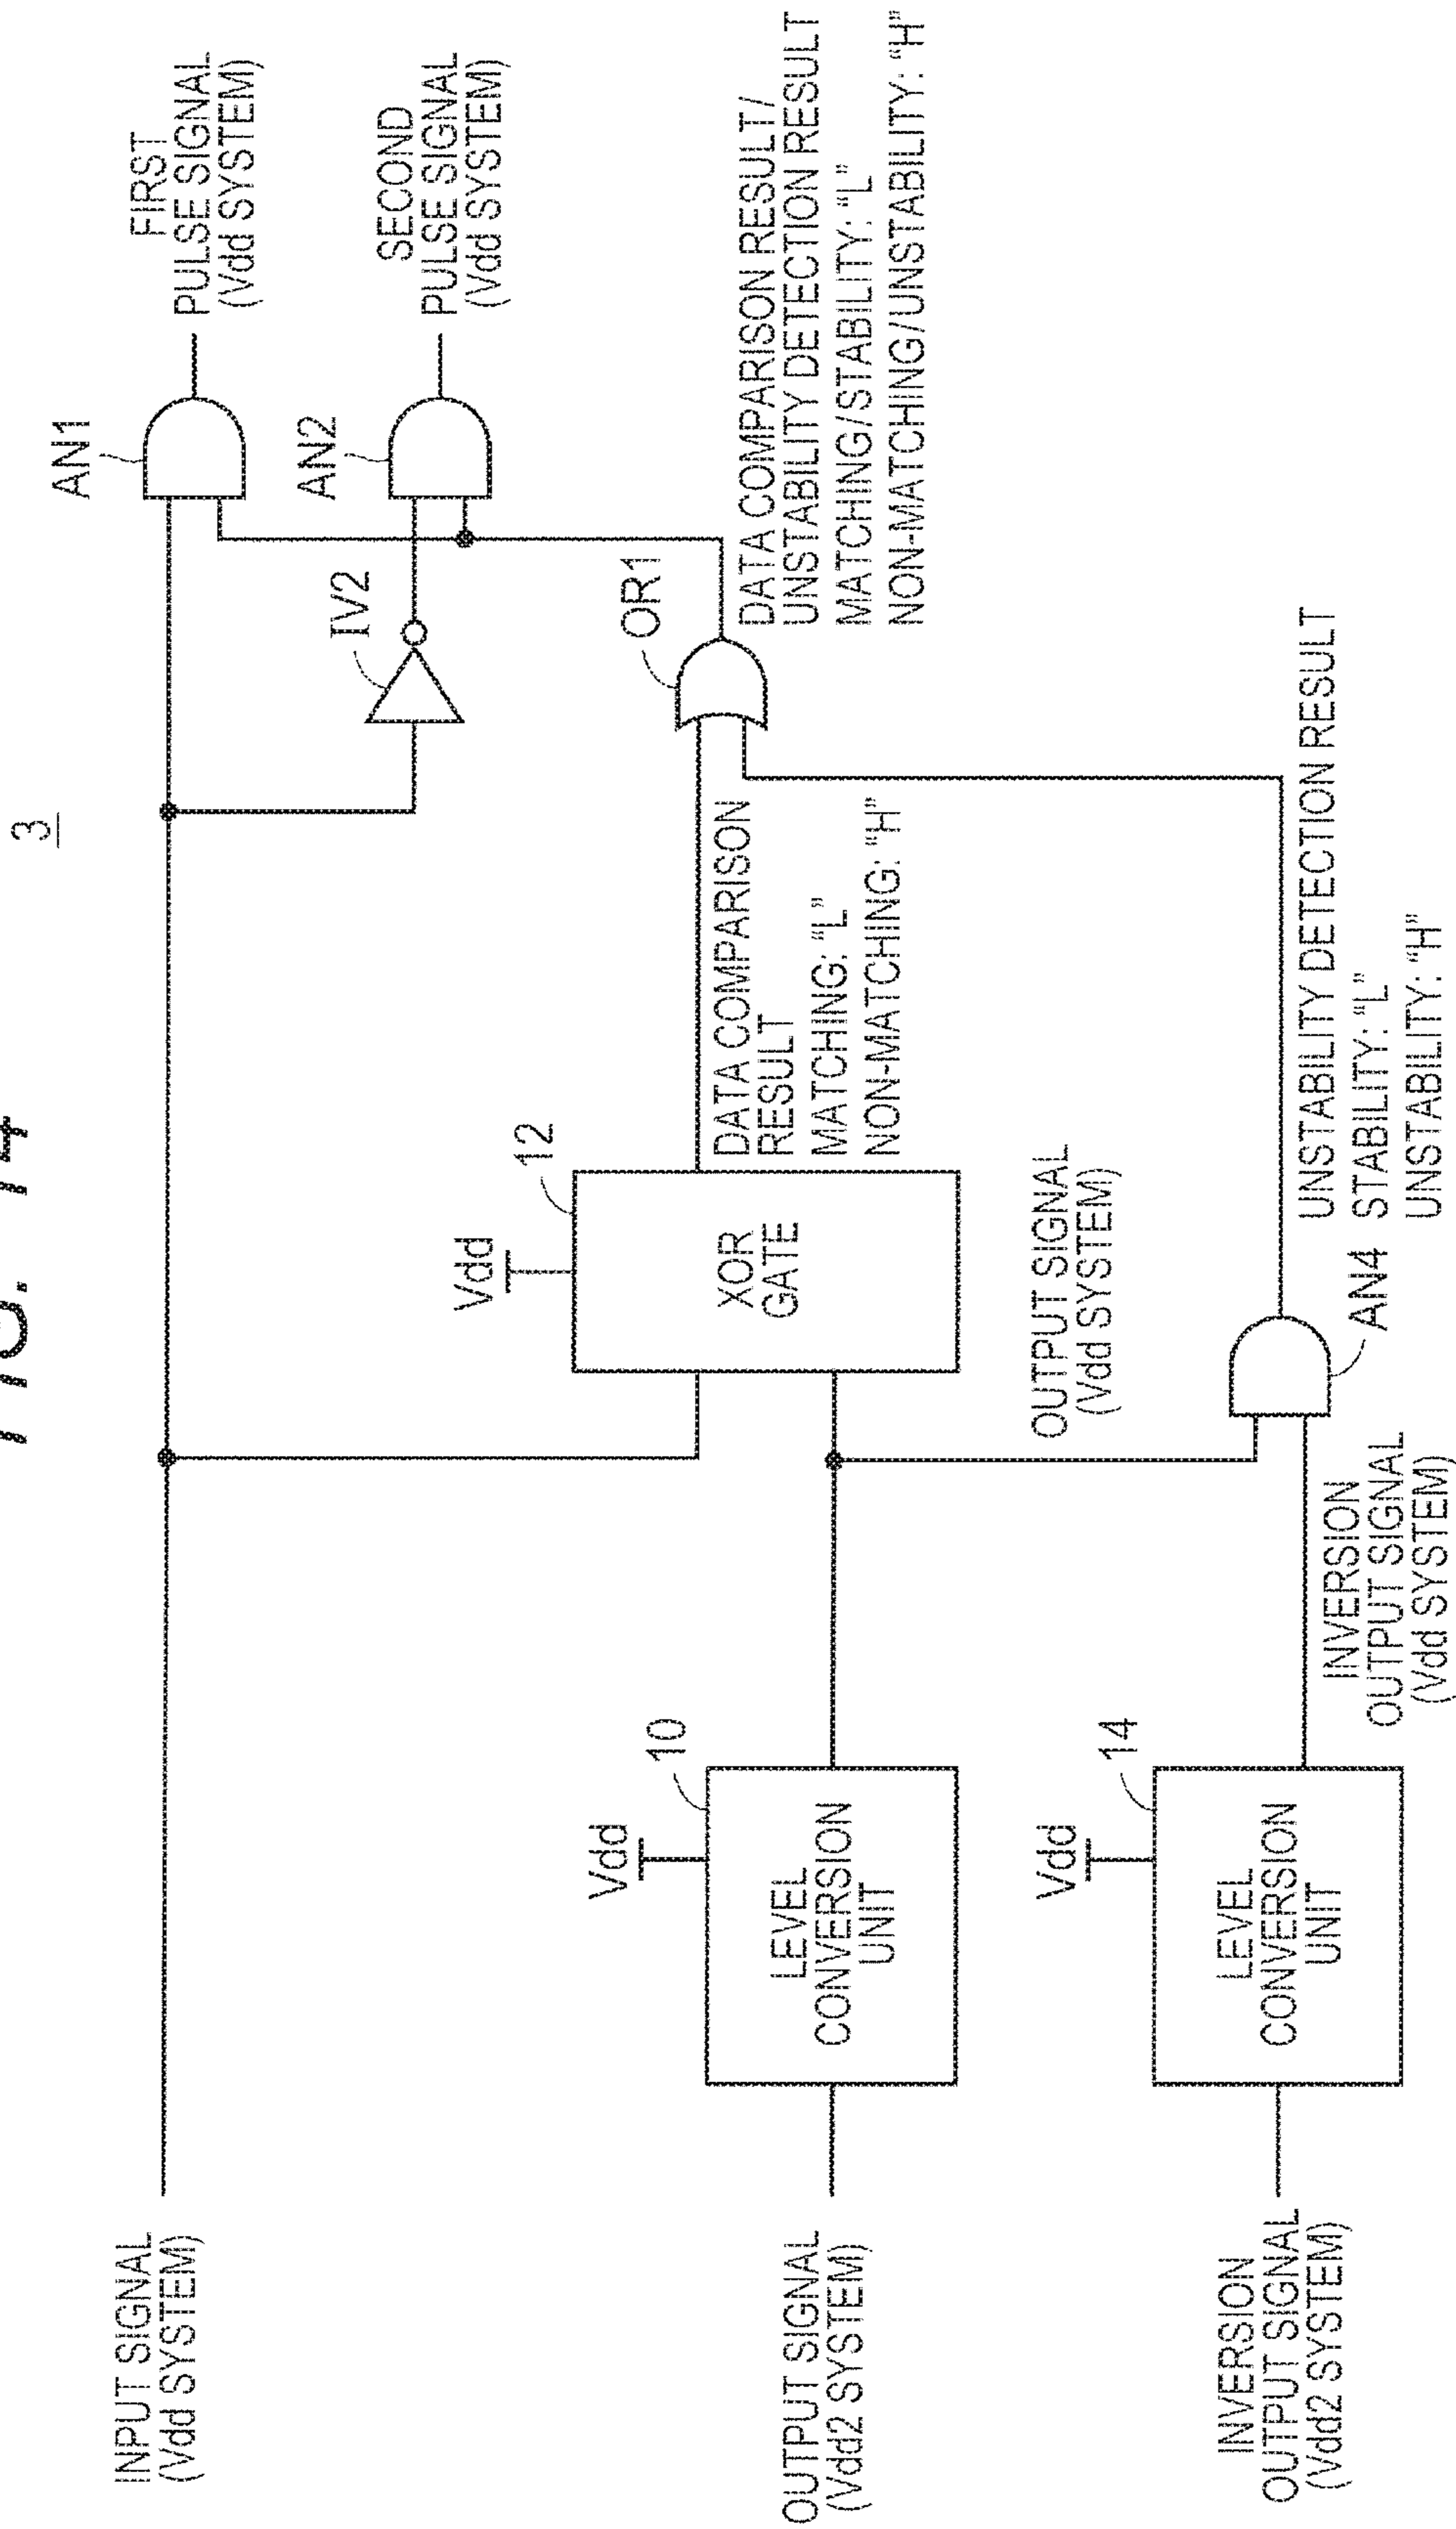 FIG. 14
3
INPUT SIGNAL
(Vdd SYSTEM)
AN1
FIRST
PULSE SIGNAL
(Vdd SYSTEM)
IV2
AN2
SECOND
PULSE SIGNAL
(Vdd SYSTEM)
Vdd
12
XOR
GATE
DATA COMPARISON
RESULT
MATCHING: “L”
NON-MATCHING: “H”
OR1
DATA COMPARISON RESULT/
UNSTABILITY DETECTION RESULT
MATCHING/STABILITY: “L”
NON-MATCHING/UNSTABILITY: “H”
OUTPUT SIGNAL
(Vdd2 SYSTEM)
Vdd
10
LEVEL
CONVERSION
UNIT
OUTPUT SIGNAL
(Vdd SYSTEM)
INVERSION
OUTPUT SIGNAL
(Vdd2 SYSTEM)
Vdd
14
LEVEL
CONVERSION
UNIT
INVERSION
OUTPUT SIGNAL
(Vdd SYSTEM)
AN4
UNSTABILITY DETECTION RESULT
STABILITY: “L”
UNSTABILITY: “H”